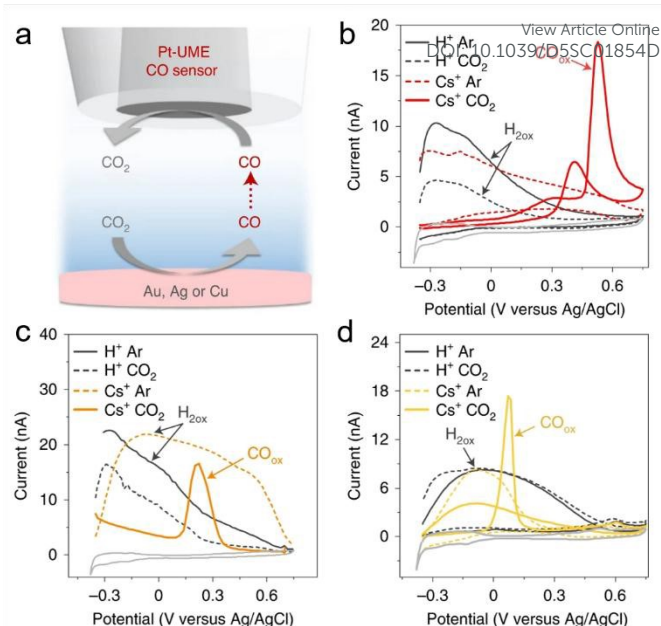 a
Pt-UME
CO sensor
CO₂
CO
CO₂
CO
Au, Ag or Cu
b
View Article Online
DOI: 10.1039/D5SC01854D
H⁺ Ar
H⁺ CO₂
Cs⁺ Ar
Cs⁺ CO₂
COox
H2ox
Current (nA)
20
15
10
5
0
−0.3 0 0.3 0.6
Potential (V versus Ag/AgCl)
c
H⁺ Ar
H⁺ CO₂
Cs⁺ Ar
Cs⁺ CO₂
H2ox
COox
Current (nA)
40
30
20
10
0
−0.3 0 0.3 0.6
Potential (V versus Ag/AgCl)
d
H⁺ Ar
H⁺ CO₂
Cs⁺ Ar
Cs⁺ CO₂
H2ox
COox
Current (nA)
24
18
12
6
0
−0.3 0 0.3 0.6
Potential (V versus Ag/AgCl)